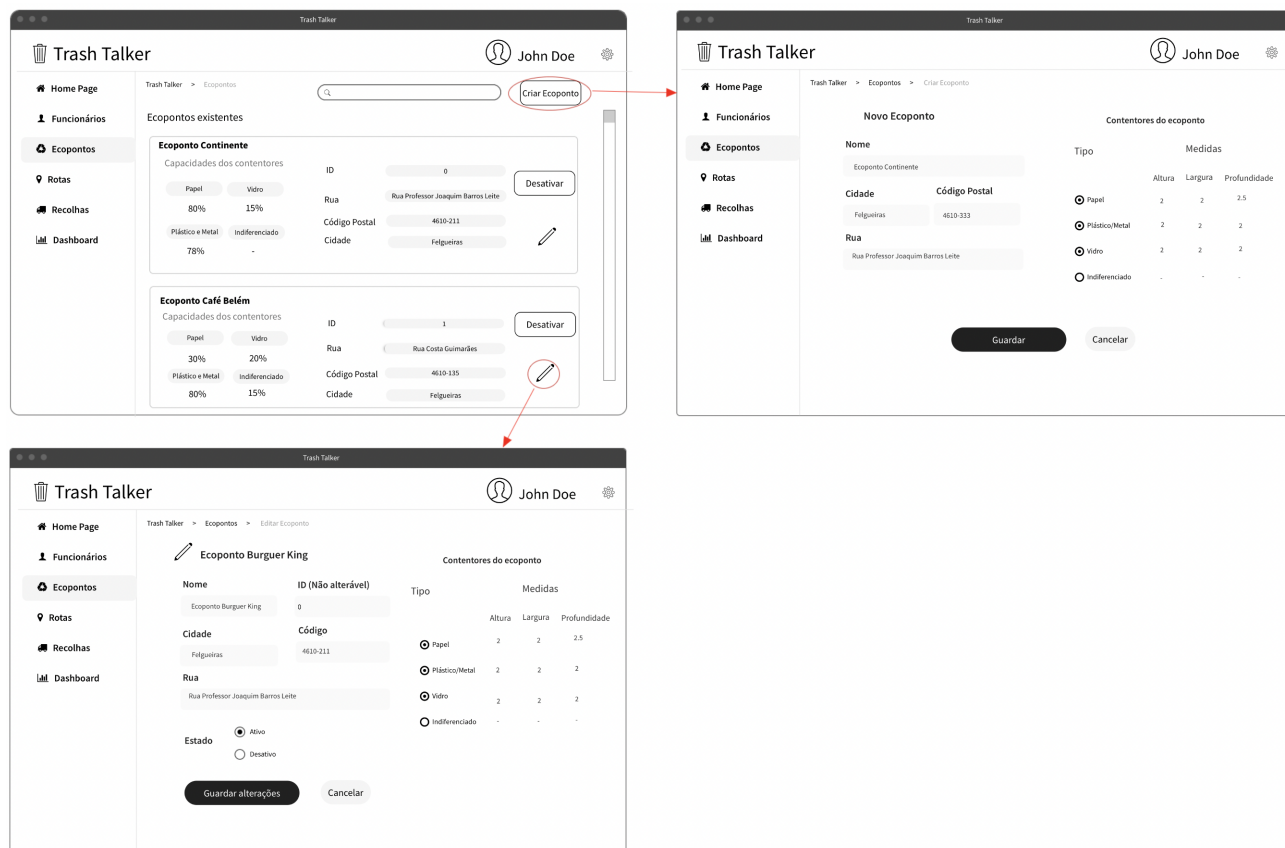 Trash Talker
Trash Talker
John Doe
Home Page
Funcionários
Ecopontos
Rotas
Recolhas
Dashboard
Trash Talker > Ecopontos
Criar Ecoponto
Ecopontos existentes
Ecoponto Continente
Capacidades dos contentores
Papel Vidro
80% 15%
Plástico e Metal Indiferenciado
78% -
ID 0
Rua Rua Professor Joaquim Barros Leite
Código Postal 4610-211
Cidade Felgueiras
Desativar
Ecoponto Café Belém
Capacidades dos contentores
Papel Vidro
30% 20%
Plástico e Metal Indiferenciado
80% 15%
ID 1
Rua Rua Costa Guimarães
Código Postal 4610-135
Cidade Felgueiras
Desativar
Trash Talker
Trash Talker
John Doe
Home Page
Funcionários
Ecopontos
Rotas
Recolhas
Dashboard
Trash Talker > Ecopontos > Criar Ecoponto
Novo Ecoponto
Nome
Ecoponto Continente
Cidade Código Postal
Felgueiras 4610-333
Rua
Rua Professor Joaquim Barros Leite
Contentores do ecoponto
Tipo Medidas
Altura Largura Profundidade
Papel 2 2 2.5
Plástico/Metal 2 2 2
Vidro 2 2 2
Indiferenciado - - -
Guardar Cancelar
Trash Talker
Trash Talker
John Doe
Home Page
Funcionários
Ecopontos
Rotas
Recolhas
Dashboard
Trash Talker > Ecopontos > Editar Ecoponto
Ecoponto Burguer King
Nome ID (Não alterável)
Ecoponto Burguer King 0
Cidade Código
Felgueiras 4610-211
Rua
Rua Professor Joaquim Barros Leite
Estado
Ativo
Desativo
Contentores do ecoponto
Tipo Medidas
Altura Largura Profundidade
Papel 2 2 2.5
Plástico/Metal 2 2 2
Vidro 2 2 2
Indiferenciado - - -
Guardar alterações Cancelar